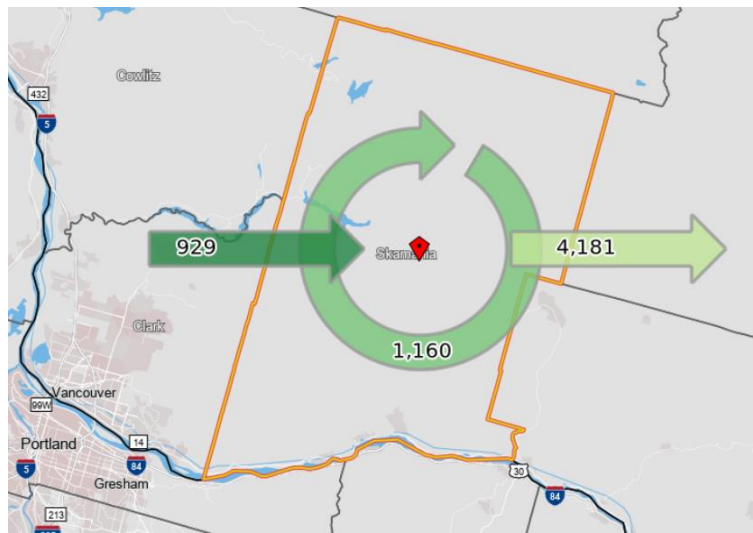 Cowlitz
432
5
929
Skamania
4,181
Clark
1,160
Vancouver
99W
Portland
14
5
84
Gresham
30
84
213